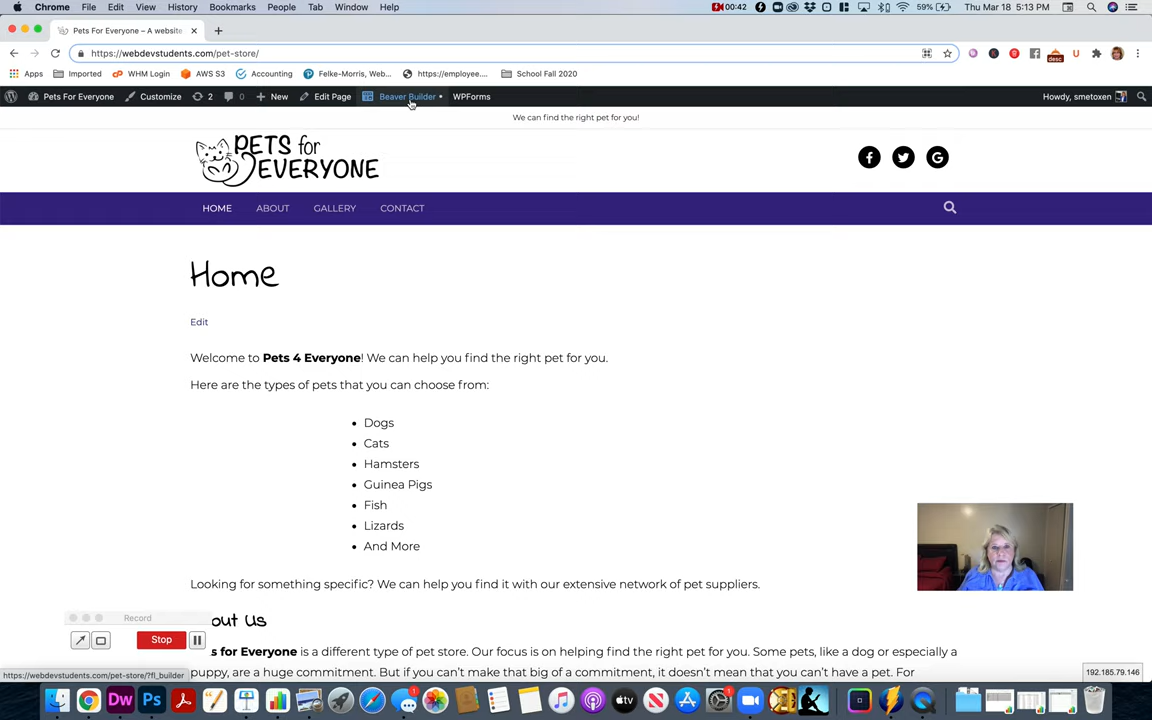 Chrome File Edit View History Bookmarks People Tab Window Help 00:42 59% Thu Mar 18 5:13 PM
Pets For Everyone – A website
https://webdevstudents.com/pet-store/
desc
Apps Imported WHM Login AWS S3 Accounting Felke-Morris, Web... https://employee.... School Fall 2020
Pets For Everyone Customize 2 0 New Edit Page Beaver Builder • WPForms Howdy, smetoxen
We can find the right pet for you!
PETS for
EVERYONE
HOME ABOUT GALLERY CONTACT
Home
Edit
Welcome to Pets 4 Everyone! We can help you find the right pet for you.
Here are the types of pets that you can choose from:
• Dogs
• Cats
• Hamsters
• Guinea Pigs
• Fish
• Lizards
• And More
Looking for something specific? We can help you find it with our extensive network of pet suppliers.
Record
out Us
Stop
s for Everyone is a different type of pet store. Our focus is on helping find the right pet for you. Some pets, like a dog or especially a
https://webdevstudents.com/pet-store/?fl_builder
puppy, are a huge commitment. But if you can't make that big of a commitment, it doesn't mean that you can't have a pet. For
192.185.79.146